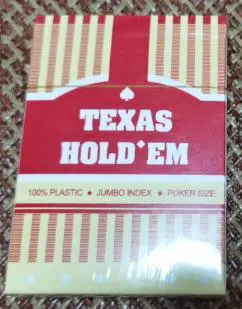 TEXAS
HOLD'EM
100% PLASTIC ♦ JUMBO INDEX ♦ POKER SIZE